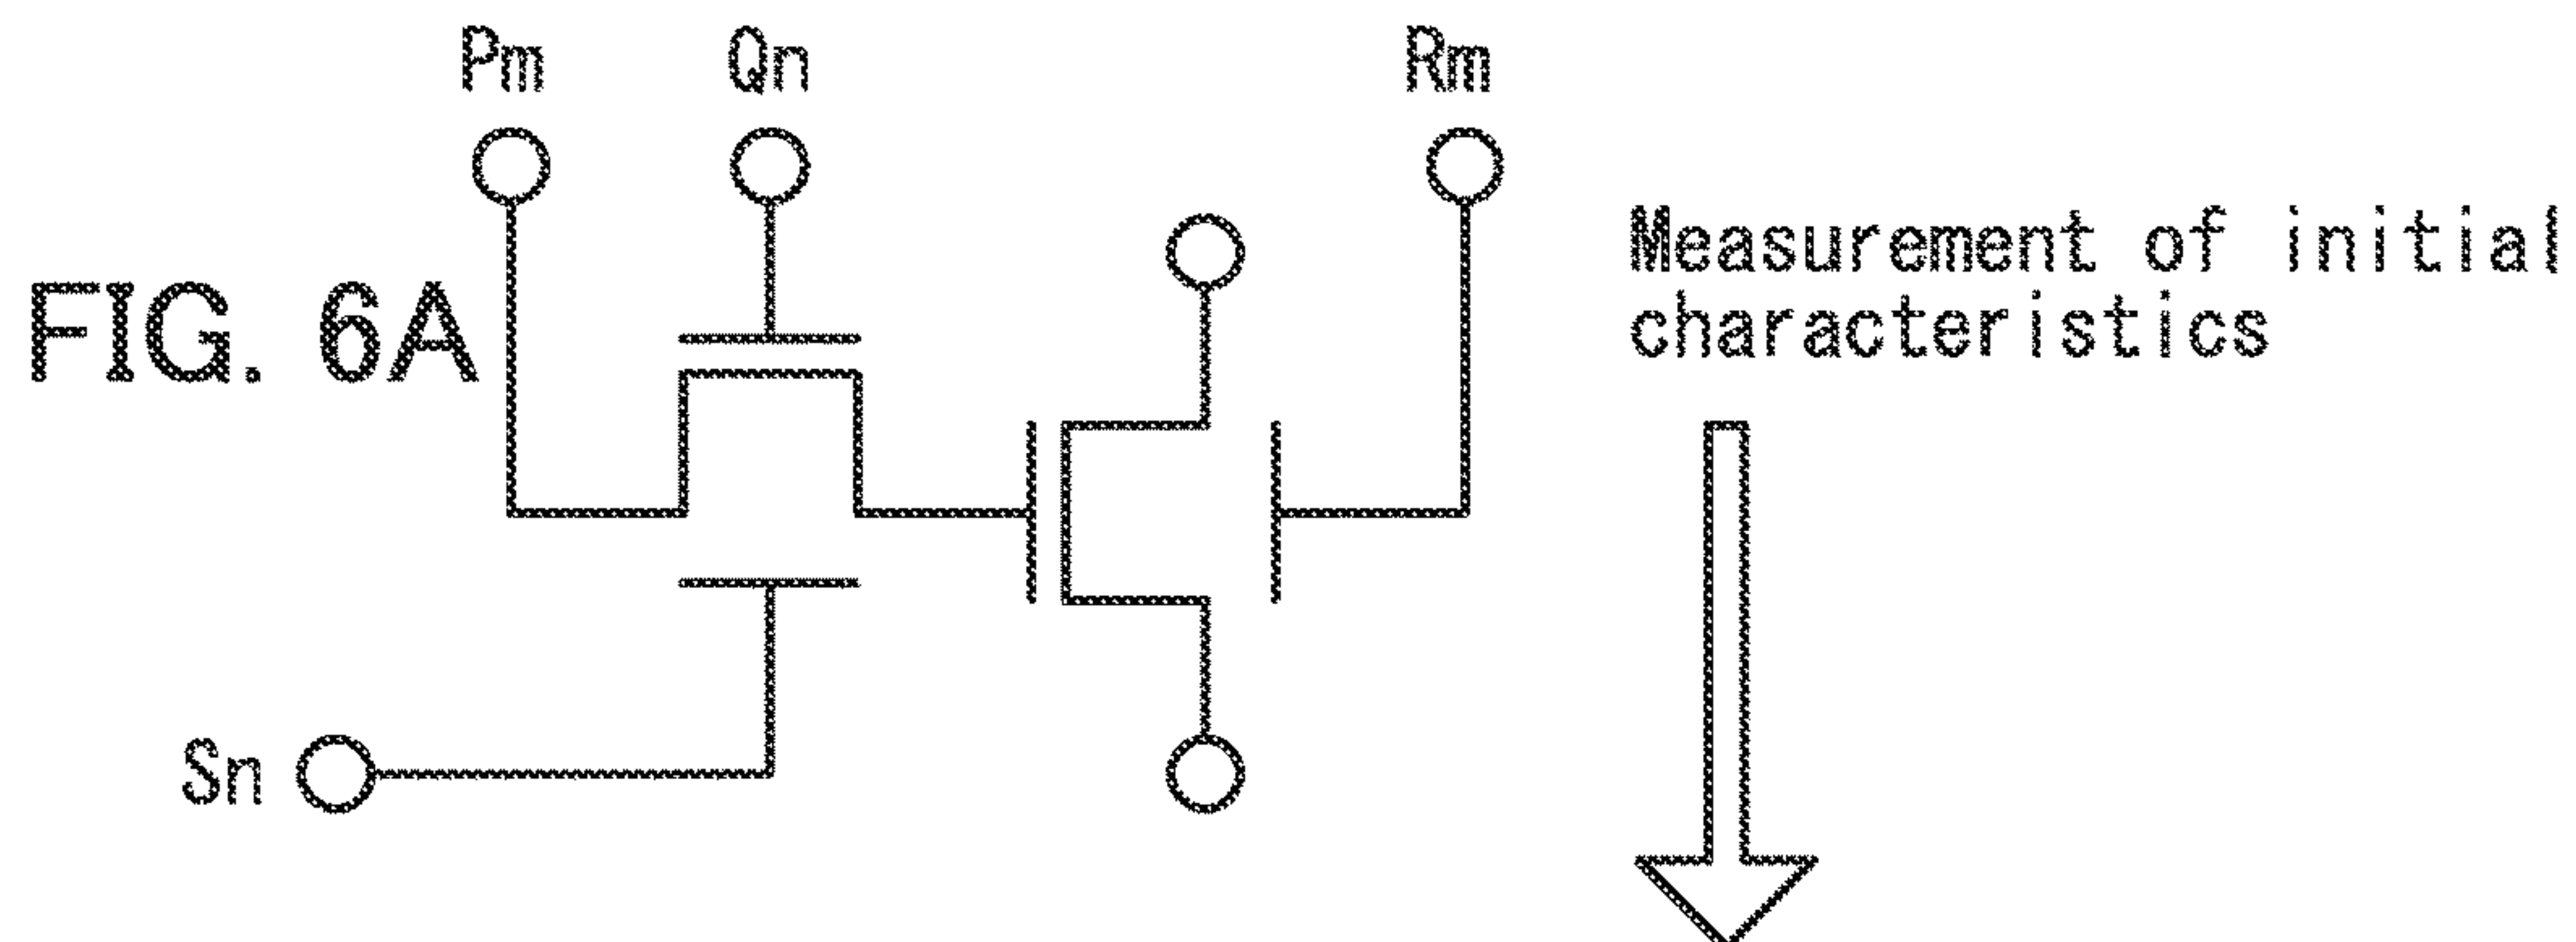 Pm Qn Rm
Measurement of initial
characteristics
FIG. 6A
Sn